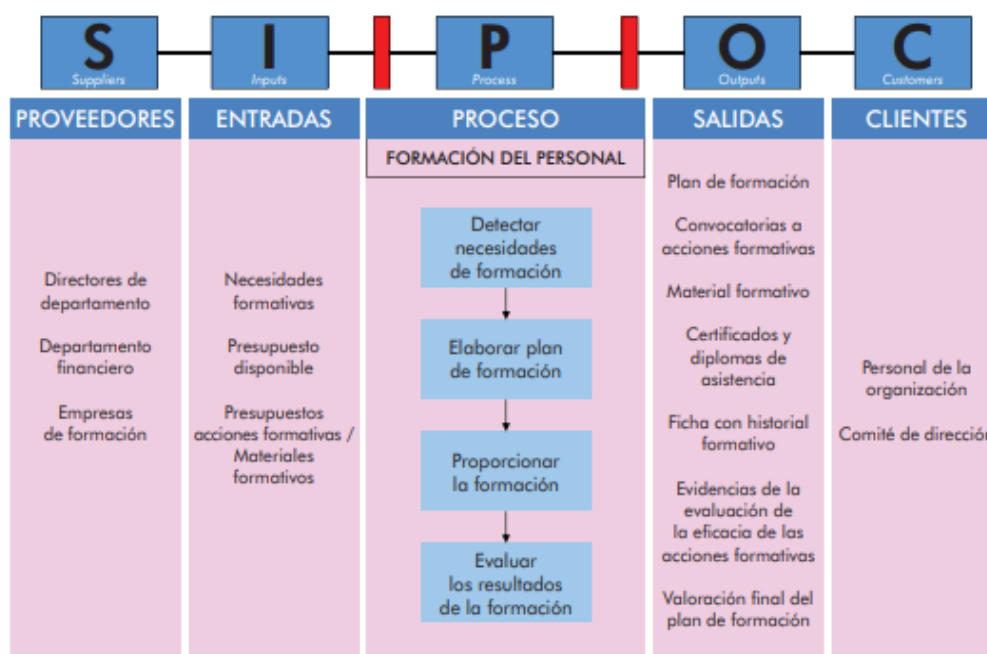 S
Suppliers
I
Inputs
P
Process
O
Outputs
C
Customers
PROVEEDORES
ENTRADAS
PROCESO
SALIDAS
CLIENTES
Directores de
departamento
Departamento
financiero
Empresas
de formación
Necesidades
formativas
Presupuesto
disponible
Presupuestos
acciones formativas /
Materiales
formativos
FORMACIÓN DEL PERSONAL
Detectar
necesidades
de formación
Elaborar plan
de formación
Proporcionar
la formación
Evaluar
los resultados
de la formación
Plan de formación
Convocatorias a
acciones formativas
Material formativo
Certificados y
diplomas de
asistencia
Ficha con historial
formativo
Evidencias de la
evaluación de
la eficacia de las
acciones formativas
Valoración final del
plan de formación
Personal de la
organización
Comité de dirección